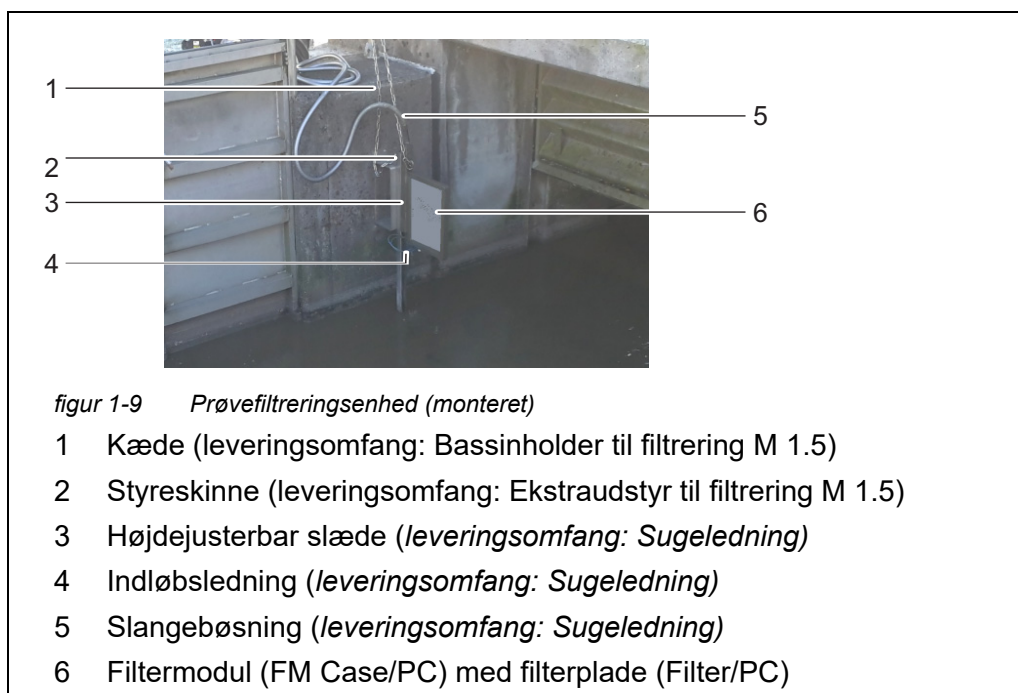 1
2
3
4
5
6
figur 1-9 Prøvefiltreringsenhed (monteret)
1 Kæde (leveringsomfang: Bassinholder til filtrering M 1.5)
2 Styreskinne (leveringsomfang: Ekstraudstyr til filtrering M 1.5)
3 Højdejusterbar slæde (leveringsomfang: Sugeledning)
4 Indløbsledning (leveringsomfang: Sugeledning)
5 Slangebøsning (leveringsomfang: Sugeledning)
6 Filtermodul (FM Case/PC) med filterplade (Filter/PC)